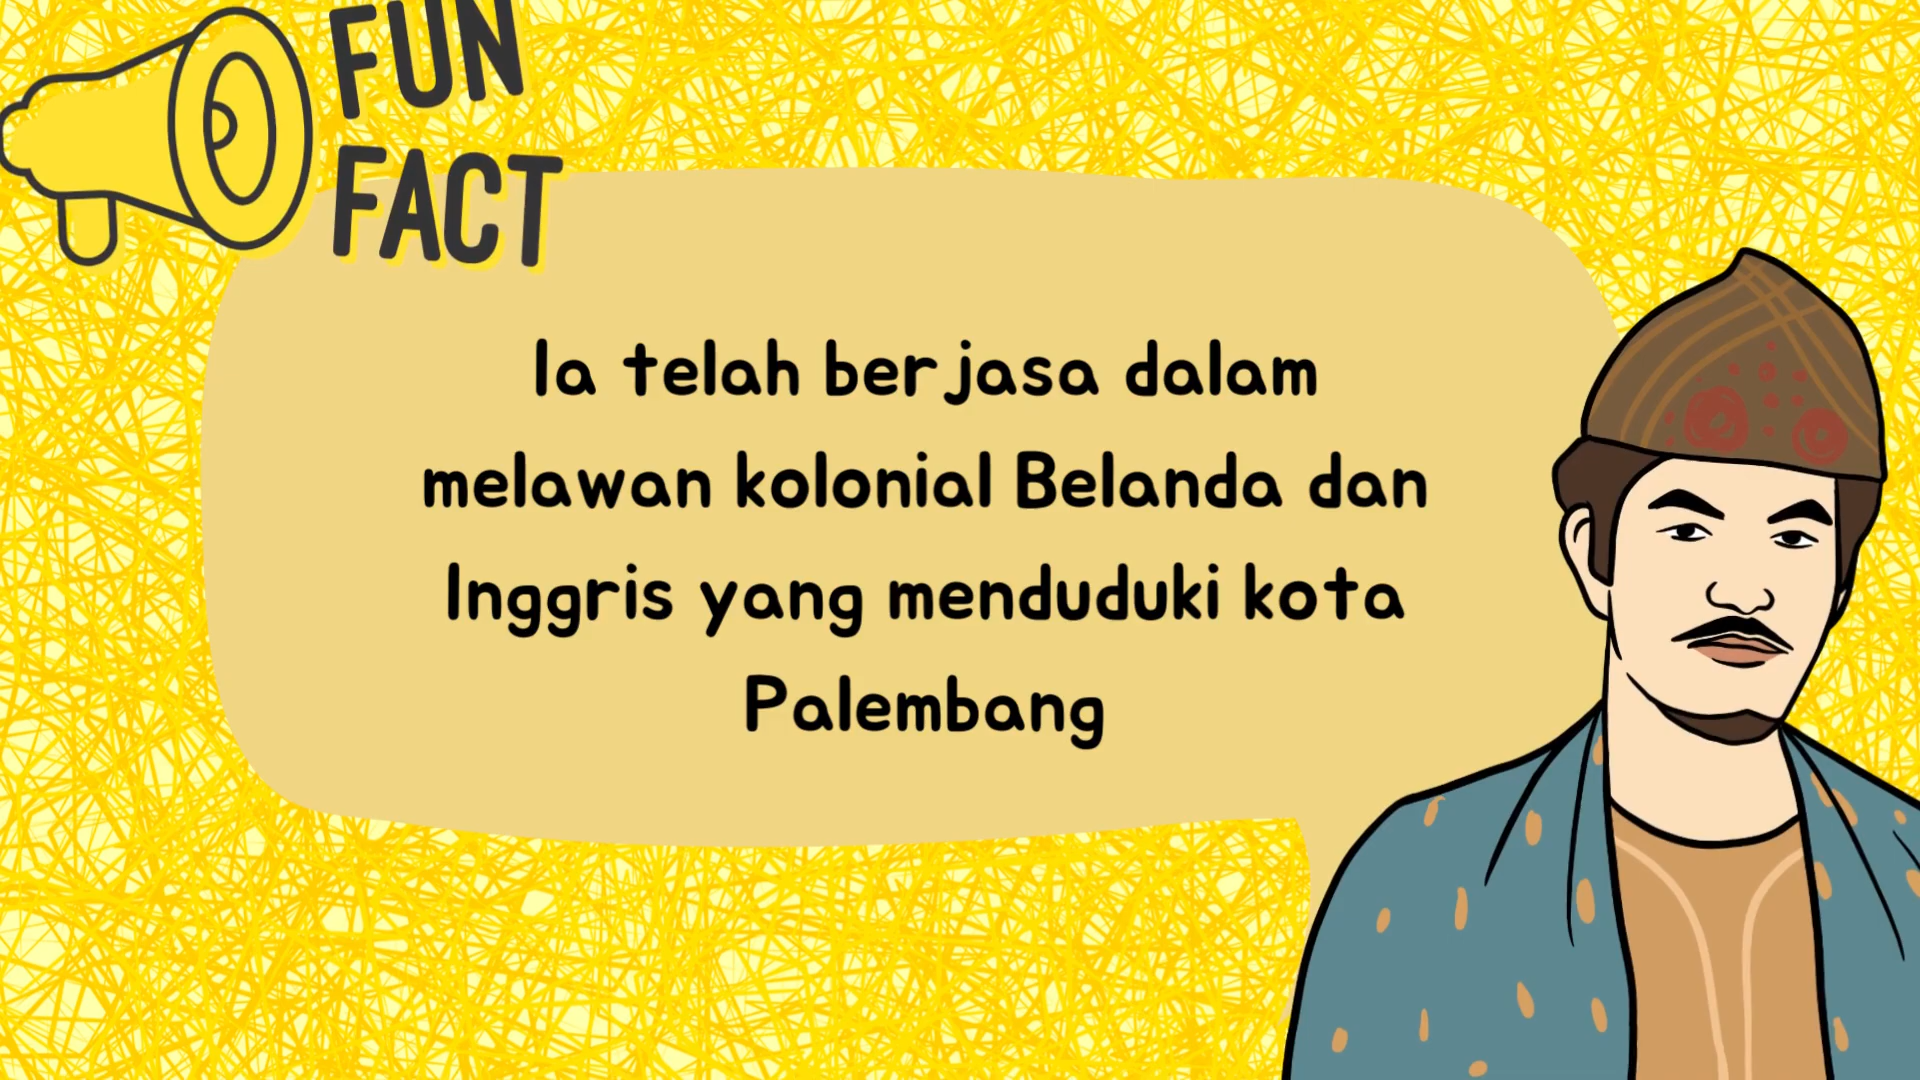 FUN
FACT
Ia telah berjasa dalam
melawan kolonial Belanda dan
Inggris yang menduduki kota
Palembang